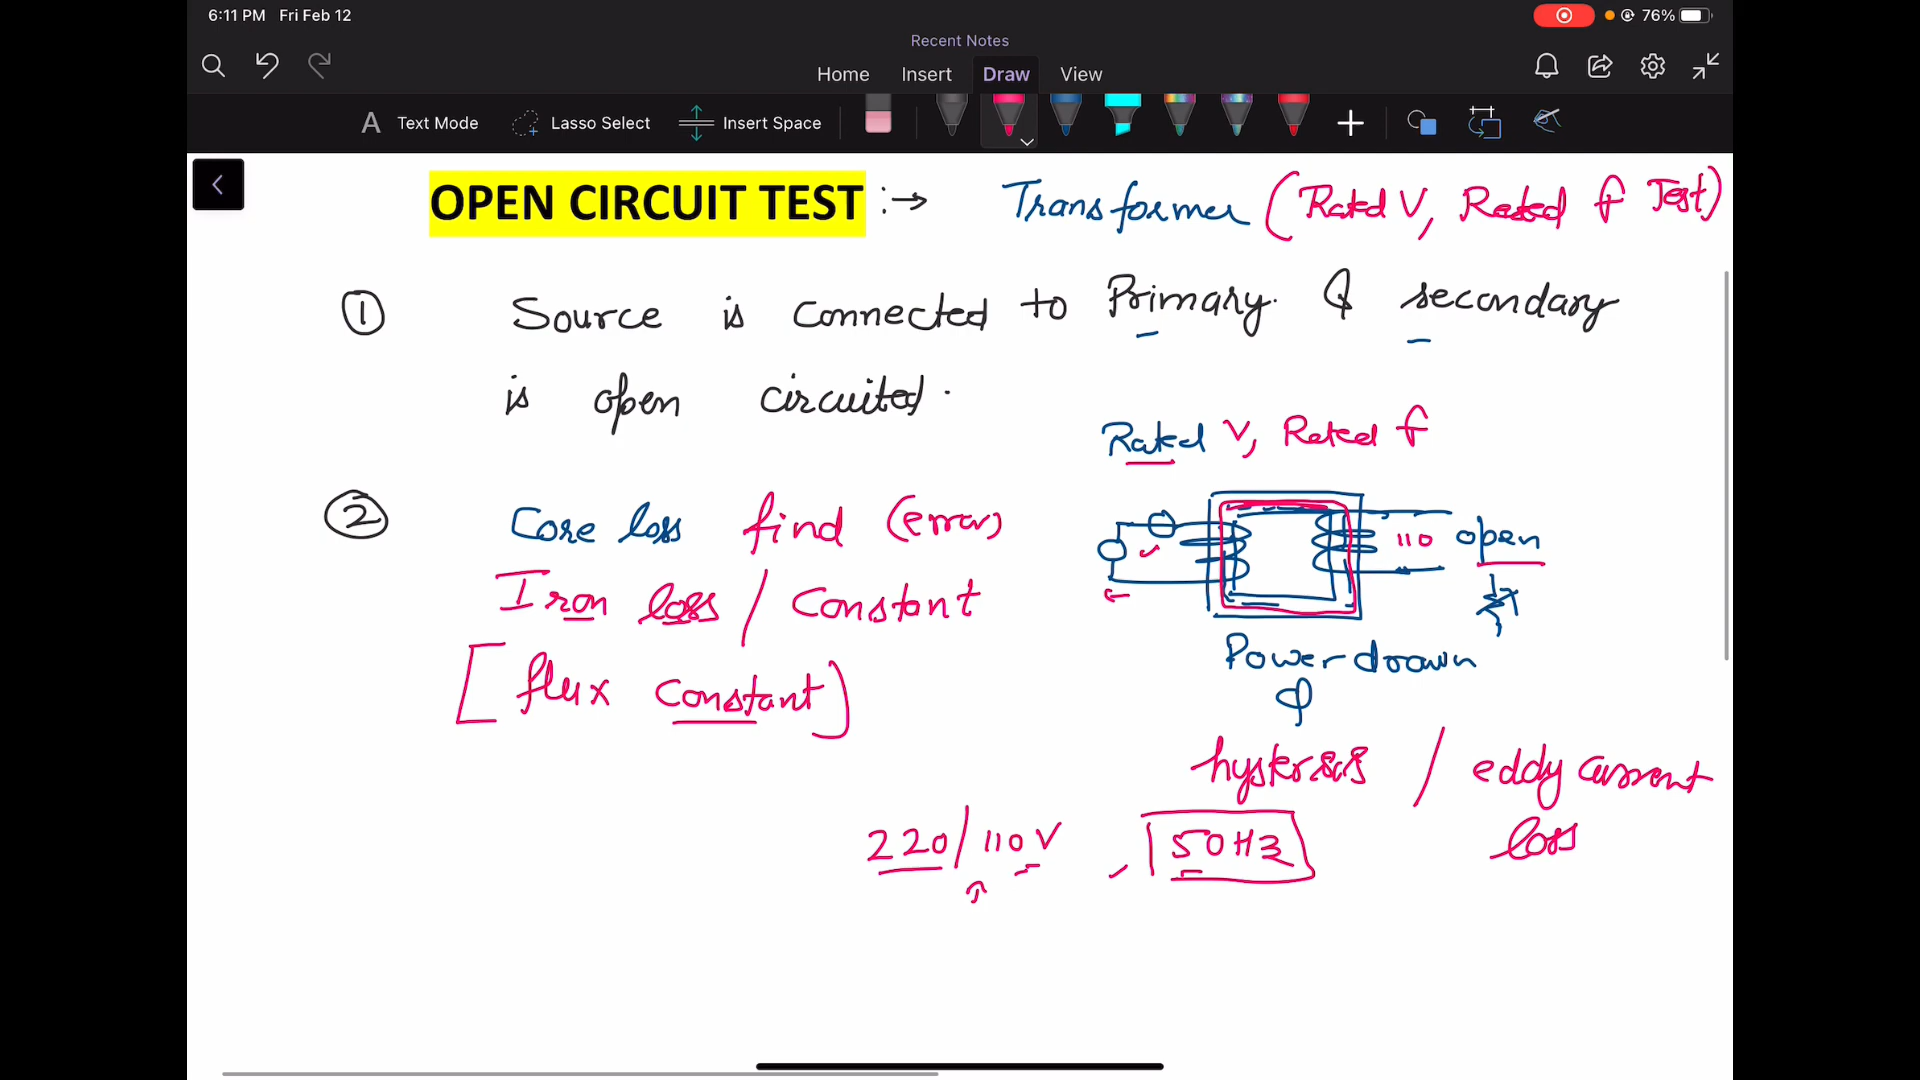 6:11 PM Fri Feb 12
76%
Recent Notes
Home Insert Draw View
A Text Mode Lasso Select Insert Space
OPEN CIRCUIT TEST :→ Transformer (Rated V, Rated f Test)
① Source is connected to Primary & secondary
is open circuited.
Rated V, Rated f
② Core loss find (error)
110 open
Iron loss / Constant
Power drawn
[flux constant)
ф
hysteresis / eddy current
loss
220/110V , 50Hz